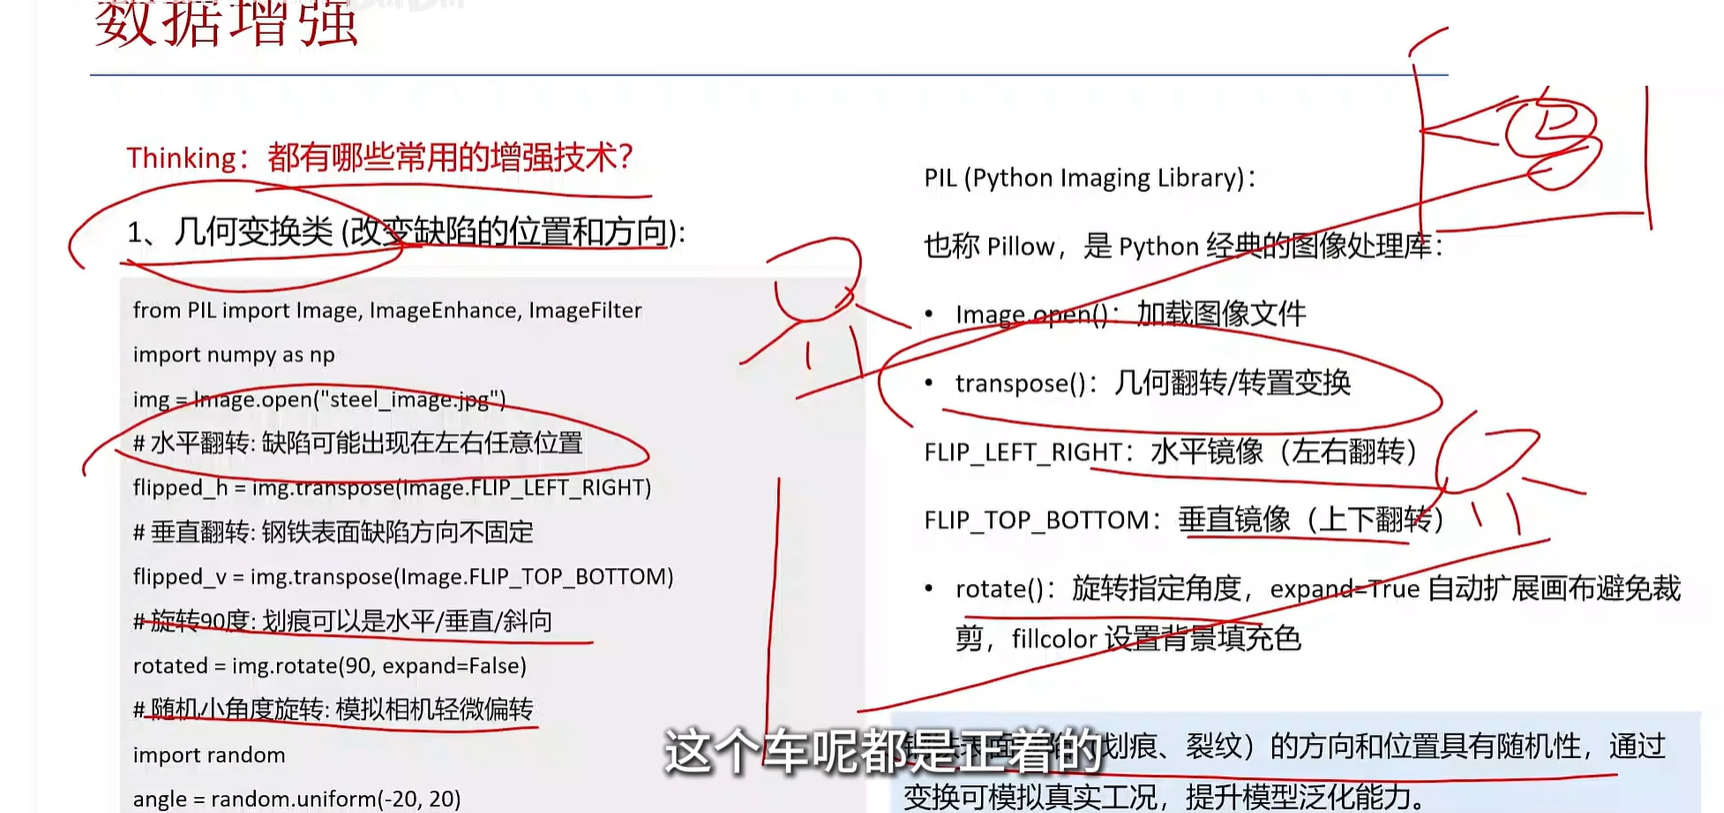 数据增强
Thinking：都有哪些常用的增强技术？
1、几何变换类 (改变缺陷的位置和方向):
from PIL import Image, ImageEnhance, ImageFilter
import numpy as np
img = Image.open("steel_image.jpg")
# 水平翻转: 缺陷可能出现在左右任意位置
flipped_h = img.transpose(Image.FLIP_LEFT_RIGHT)
# 垂直翻转: 钢铁表面缺陷方向不固定
flipped_v = img.transpose(Image.FLIP_TOP_BOTTOM)
# 旋转90度: 划痕可以是水平/垂直/斜向
rotated = img.rotate(90, expand=False)
# 随机小角度旋转: 模拟相机轻微偏转
import random
angle = random.uniform(-20, 20)
PIL (Python Imaging Library)：
也称 Pillow，是 Python 经典的图像处理库：
• Image.open()：加载图像文件
• transpose()：几何翻转/转置变换
FLIP_LEFT_RIGHT：水平镜像（左右翻转）
FLIP_TOP_BOTTOM：垂直镜像（上下翻转）
• rotate()：旋转指定角度，expand=True 自动扩展画布避免裁
剪，fillcolor 设置背景填充色
表面 划痕、裂纹）的方向和位置具有随机性，通过
变换可模拟真实工况，提升模型泛化能力。
这个车呢都是正着的